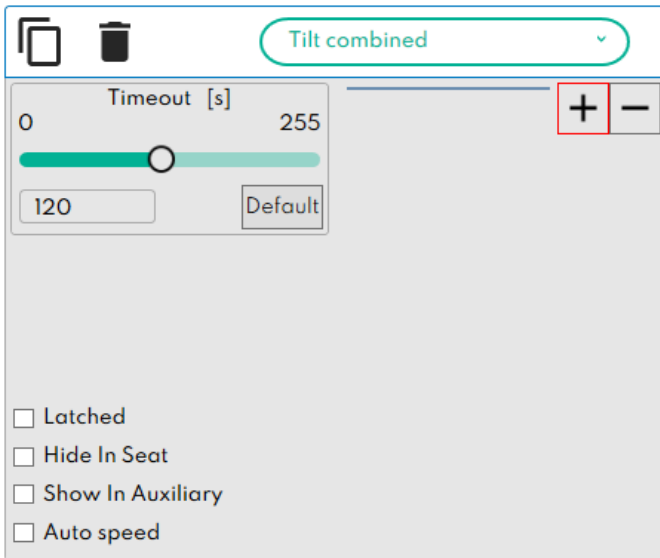 Tilt combined
Timeout [s]
0 255
120 Default
Latched
Hide In Seat
Show In Auxiliary
Auto speed